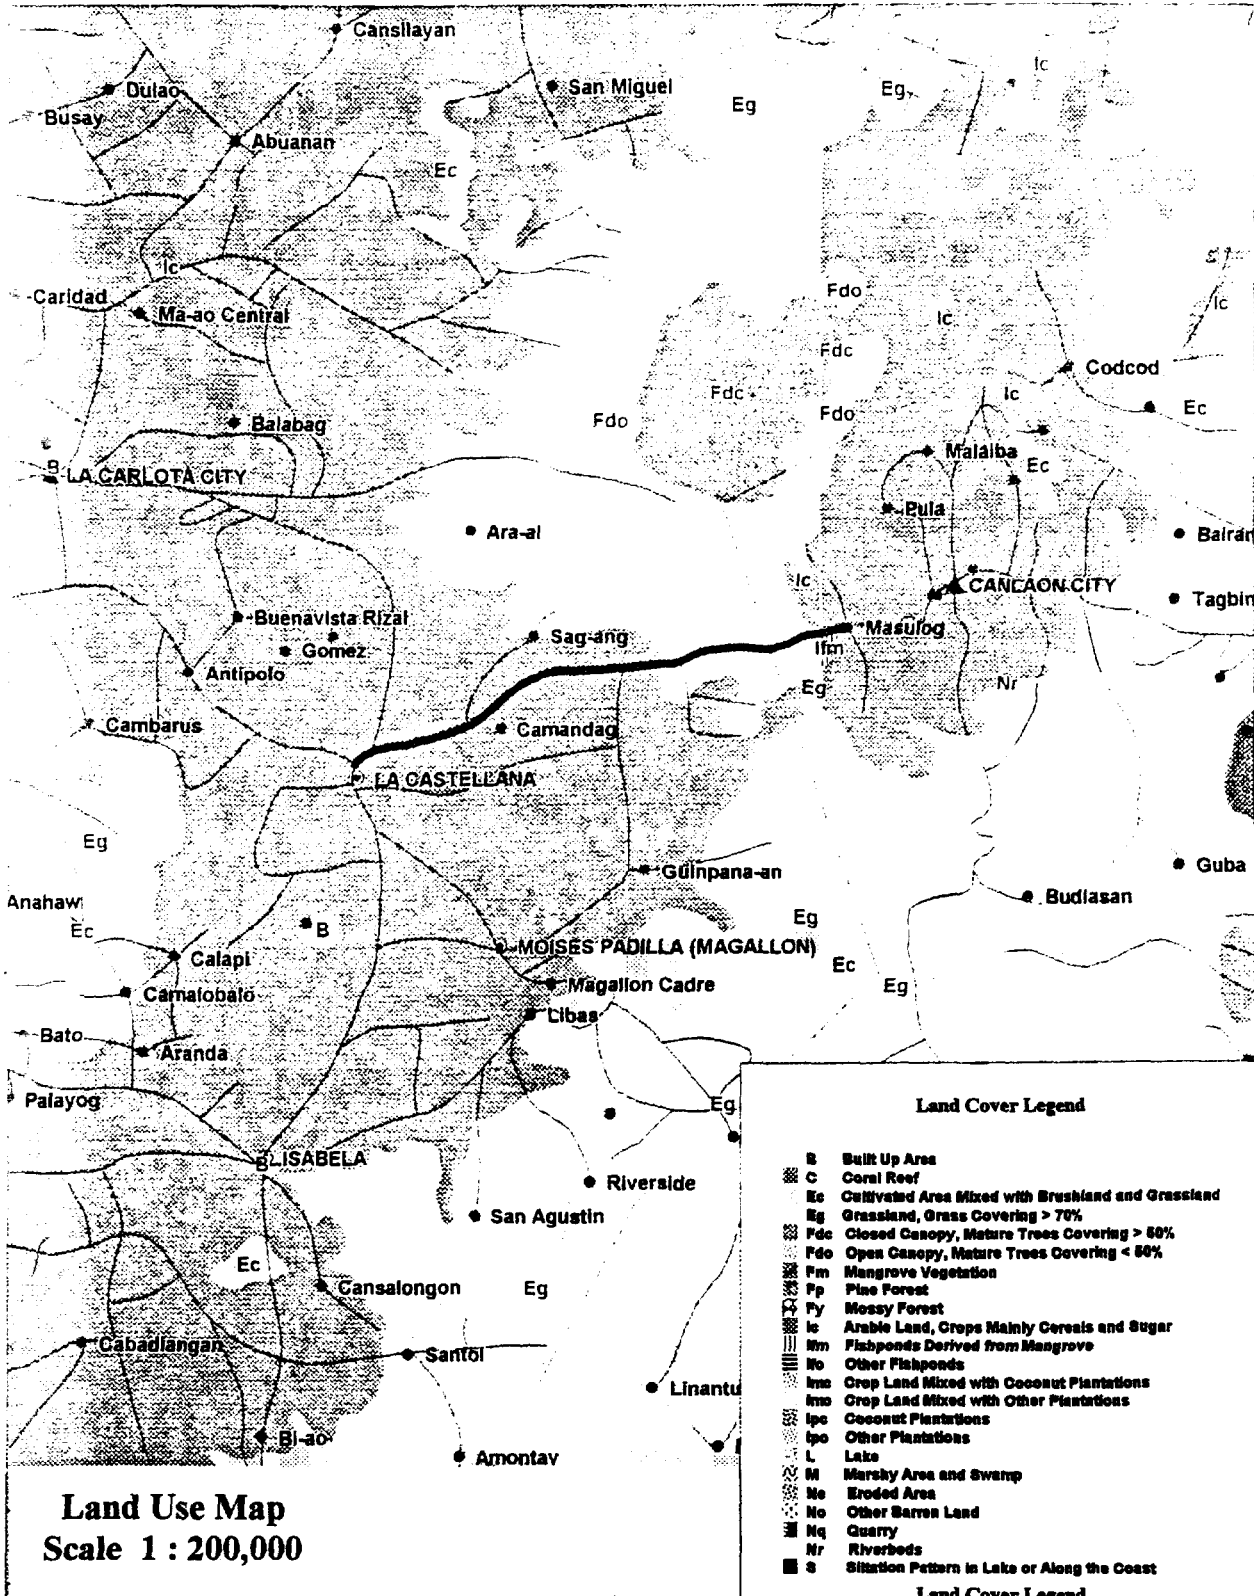 Cansilayan
Ic
Dulao
San Miguel
Eg
Eg
Busay
Abuanan
Ec
Ic
Caridad
Fdo
Ic
Ma-ao Central
Ic
Fdc
Codcod
Fdc
Ic
Ec
Fdo
Fdo
Balabag
Malaiba
Ec
B
LA CARLOTA CITY
Pula
Ara-al
Bairan
Ic
CANLAON CITY
Tagbin
Buenavista Rizal
Masulog
Sag-ang
Gomez
Ifm
Antipolo
Eg
Nr
Cambarus
Camandag
LA CASTELLANA
Eg
Guinpana-an
Guba
Budlasan
Anahaw
Eg
Ec
B
MOISES PADILLA (MAGALLON)
Calapi
Ec
Magallon Cadre
Eg
Camalobalo
Libas
Bato
Aranda
Palayog
Eg
B
ISABELA
Riverside
San Agustin
Ec
Cansalongon
Eg
Cabadiangan
Santol
Linantu
Bi-ao
Amontay
Land Use Map
Scale 1 : 200,000
Land Cover Legend
B Built Up Area
C Coral Reef
Ec Cultivated Area Mixed with Brushland and Grassland
Eg Grassland, Grass Covering > 70%
Fdc Closed Canopy, Mature Trees Covering > 50%
Fdo Open Canopy, Mature Trees Covering < 50%
Fm Mangrove Vegetation
Fp Pine Forest
Fy Mossy Forest
Ic Arable Land, Crops Mainly Cereals and Sugar
Ifm Fishponds Derived from Mangrove
Ifo Other Fishponds
Imc Crop Land Mixed with Coconut Plantations
Imo Crop Land Mixed with Other Plantations
Ipc Coconut Plantations
Ipo Other Plantations
L Lake
M Marshy Area and Swamp
Ne Eroded Area
No Other Barren Land
Nq Quarry
Nr Riverbeds
S Siltation Pattern in Lake or Along the Coast
Land Cover Legend